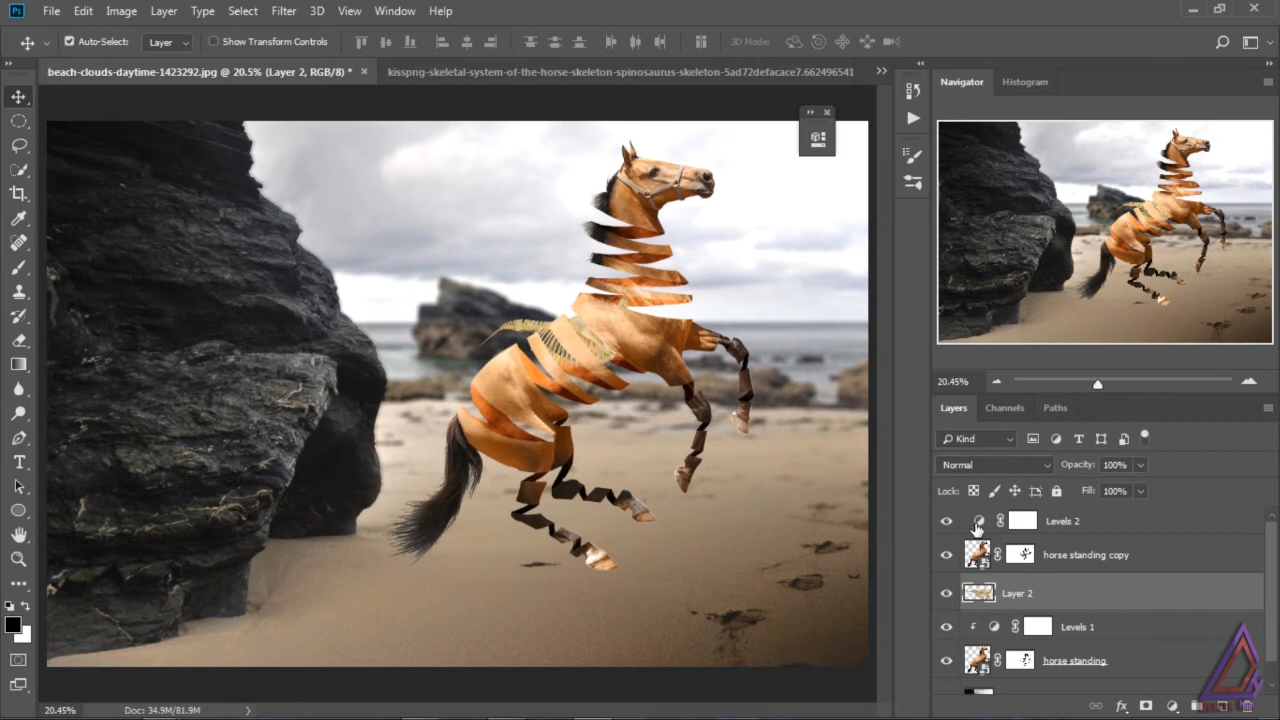 Ps File Edit Image Layer Type Select Filter 3D View Window Help
Auto-Select: Layer Show Transform Controls 3D Mode:
beach-clouds-daytime-1423292.jpg @ 20.5% (Layer 2, RGB/8) * × kisspng-skeletal-system-of-the-horse-skeleton-spinosaurus-skeleton-5ad72defacace7.662496541
Navigator Histogram
20.45%
Layers Channels Paths
Kind
Normal Opacity: 100%
Lock: Fill: 100%
Levels 2
horse standing copy
Layer 2
Levels 1
horse standing
20.45% Doc: 34.9M/81.9M